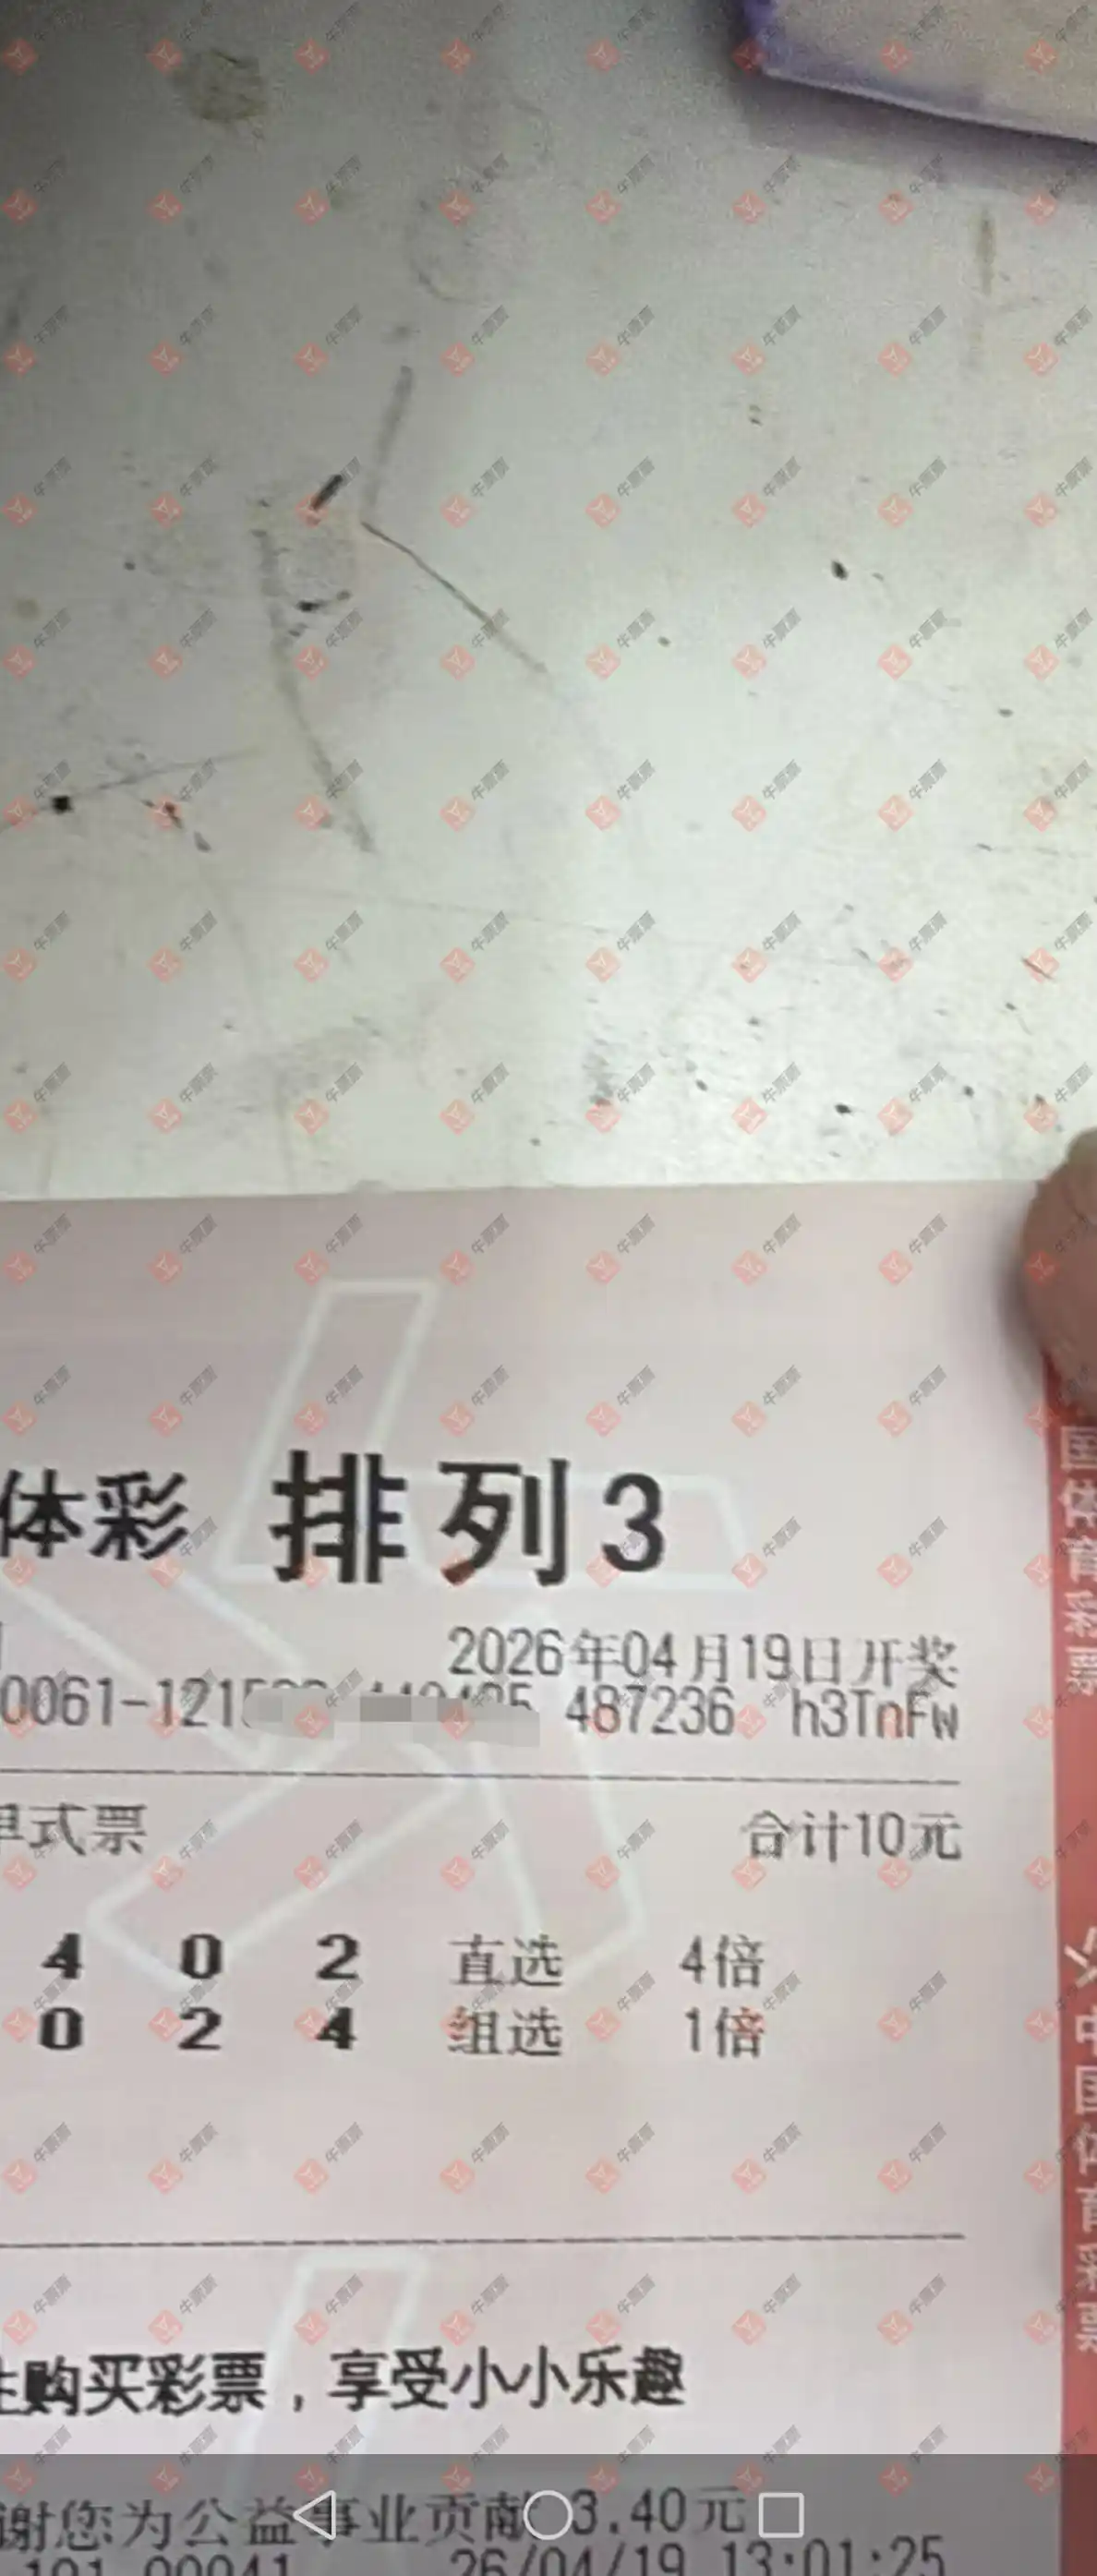 体彩 排列3
2026年04月19日开奖
0061-121 487236 h3TnFw
单式票 合计10元
4 0 2 直选 4倍
0 2 4 组选 1倍
购买彩票，享受小小乐趣
谢您为公益事业贡献 3.40元
26/04/19 13:01:25
国体育彩票
中国体育彩票
牛票票